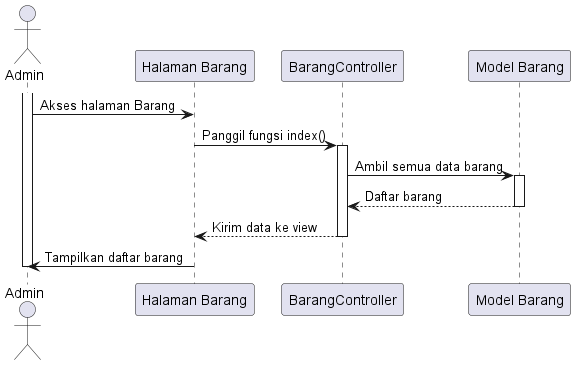 Admin
Halaman Barang
BarangController
Model Barang
Akses halaman Barang
Panggil fungsi index()
Ambil semua data barang
Daftar barang
Kirim data ke view
Tampilkan daftar barang
Admin
Halaman Barang
BarangController
Model Barang